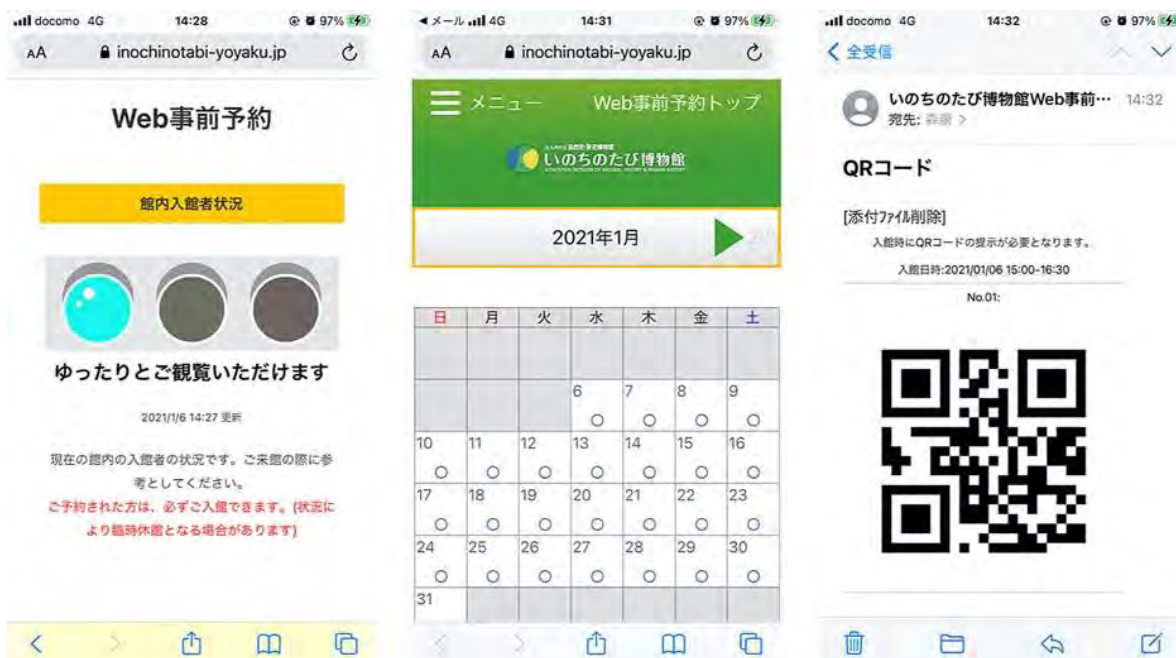 docomo 4G 14:28 97%
AA inochinotabi-yoyaku.jp
Web事前予約
館内入館者状況
ゆったりとご観覧いただけます
2021/1/6 14:27 更新
現在の館内の入館者の状況です。ご来館の際に参
考としてください。
ご予約された方は、必ずご入館できます。(状況に
より臨時休館となる場合があります)
メール 4G 14:31 97%
AA inochinotabi-yoyaku.jp
メニュー Web事前予約トップ
いのちのたび博物館
2021年1月
日 月 火 水 木 金 土
6 7 8 9
○ ○ ○ ○
10 11 12 13 14 15 16
○ ○ ○ ○ ○ ○ ○
17 18 19 20 21 22 23
○ ○ ○ ○ ○ ○ ○
24 25 26 27 28 29 30
○ ○ ○ ○ ○ ○ ○
31
docomo 4G 14:32 97%
全受信
いのちのたび博物館Web事前… 14:32
宛先:
QRコード
[添付ファイル削除]
入館時にQRコードの提示が必要となります。
入館日時:2021/01/06 15:00-16:30
No.01: